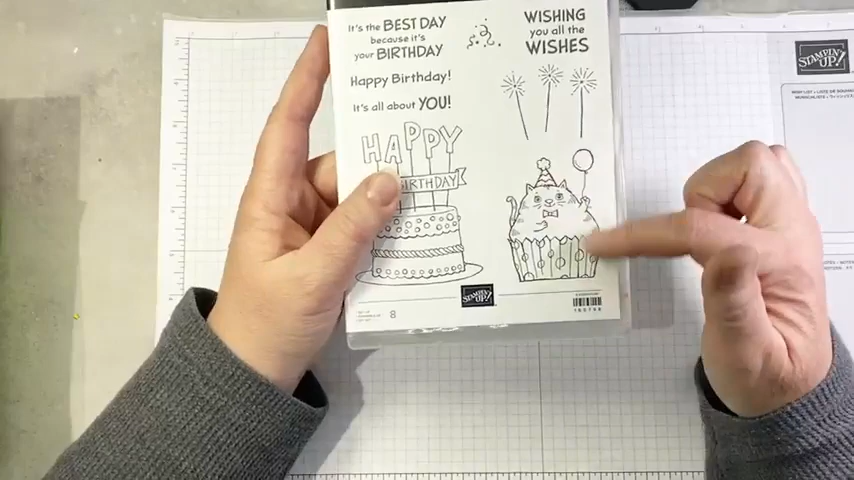 It's the BEST DAY
because it's
your BIRTHDAY
WISHING
you all the
WISHES
Happy Birthday!
It's all about YOU!
HAPPY
BIRTHDAY
STAMPIN' UP!
8
STAMPIN' UP!